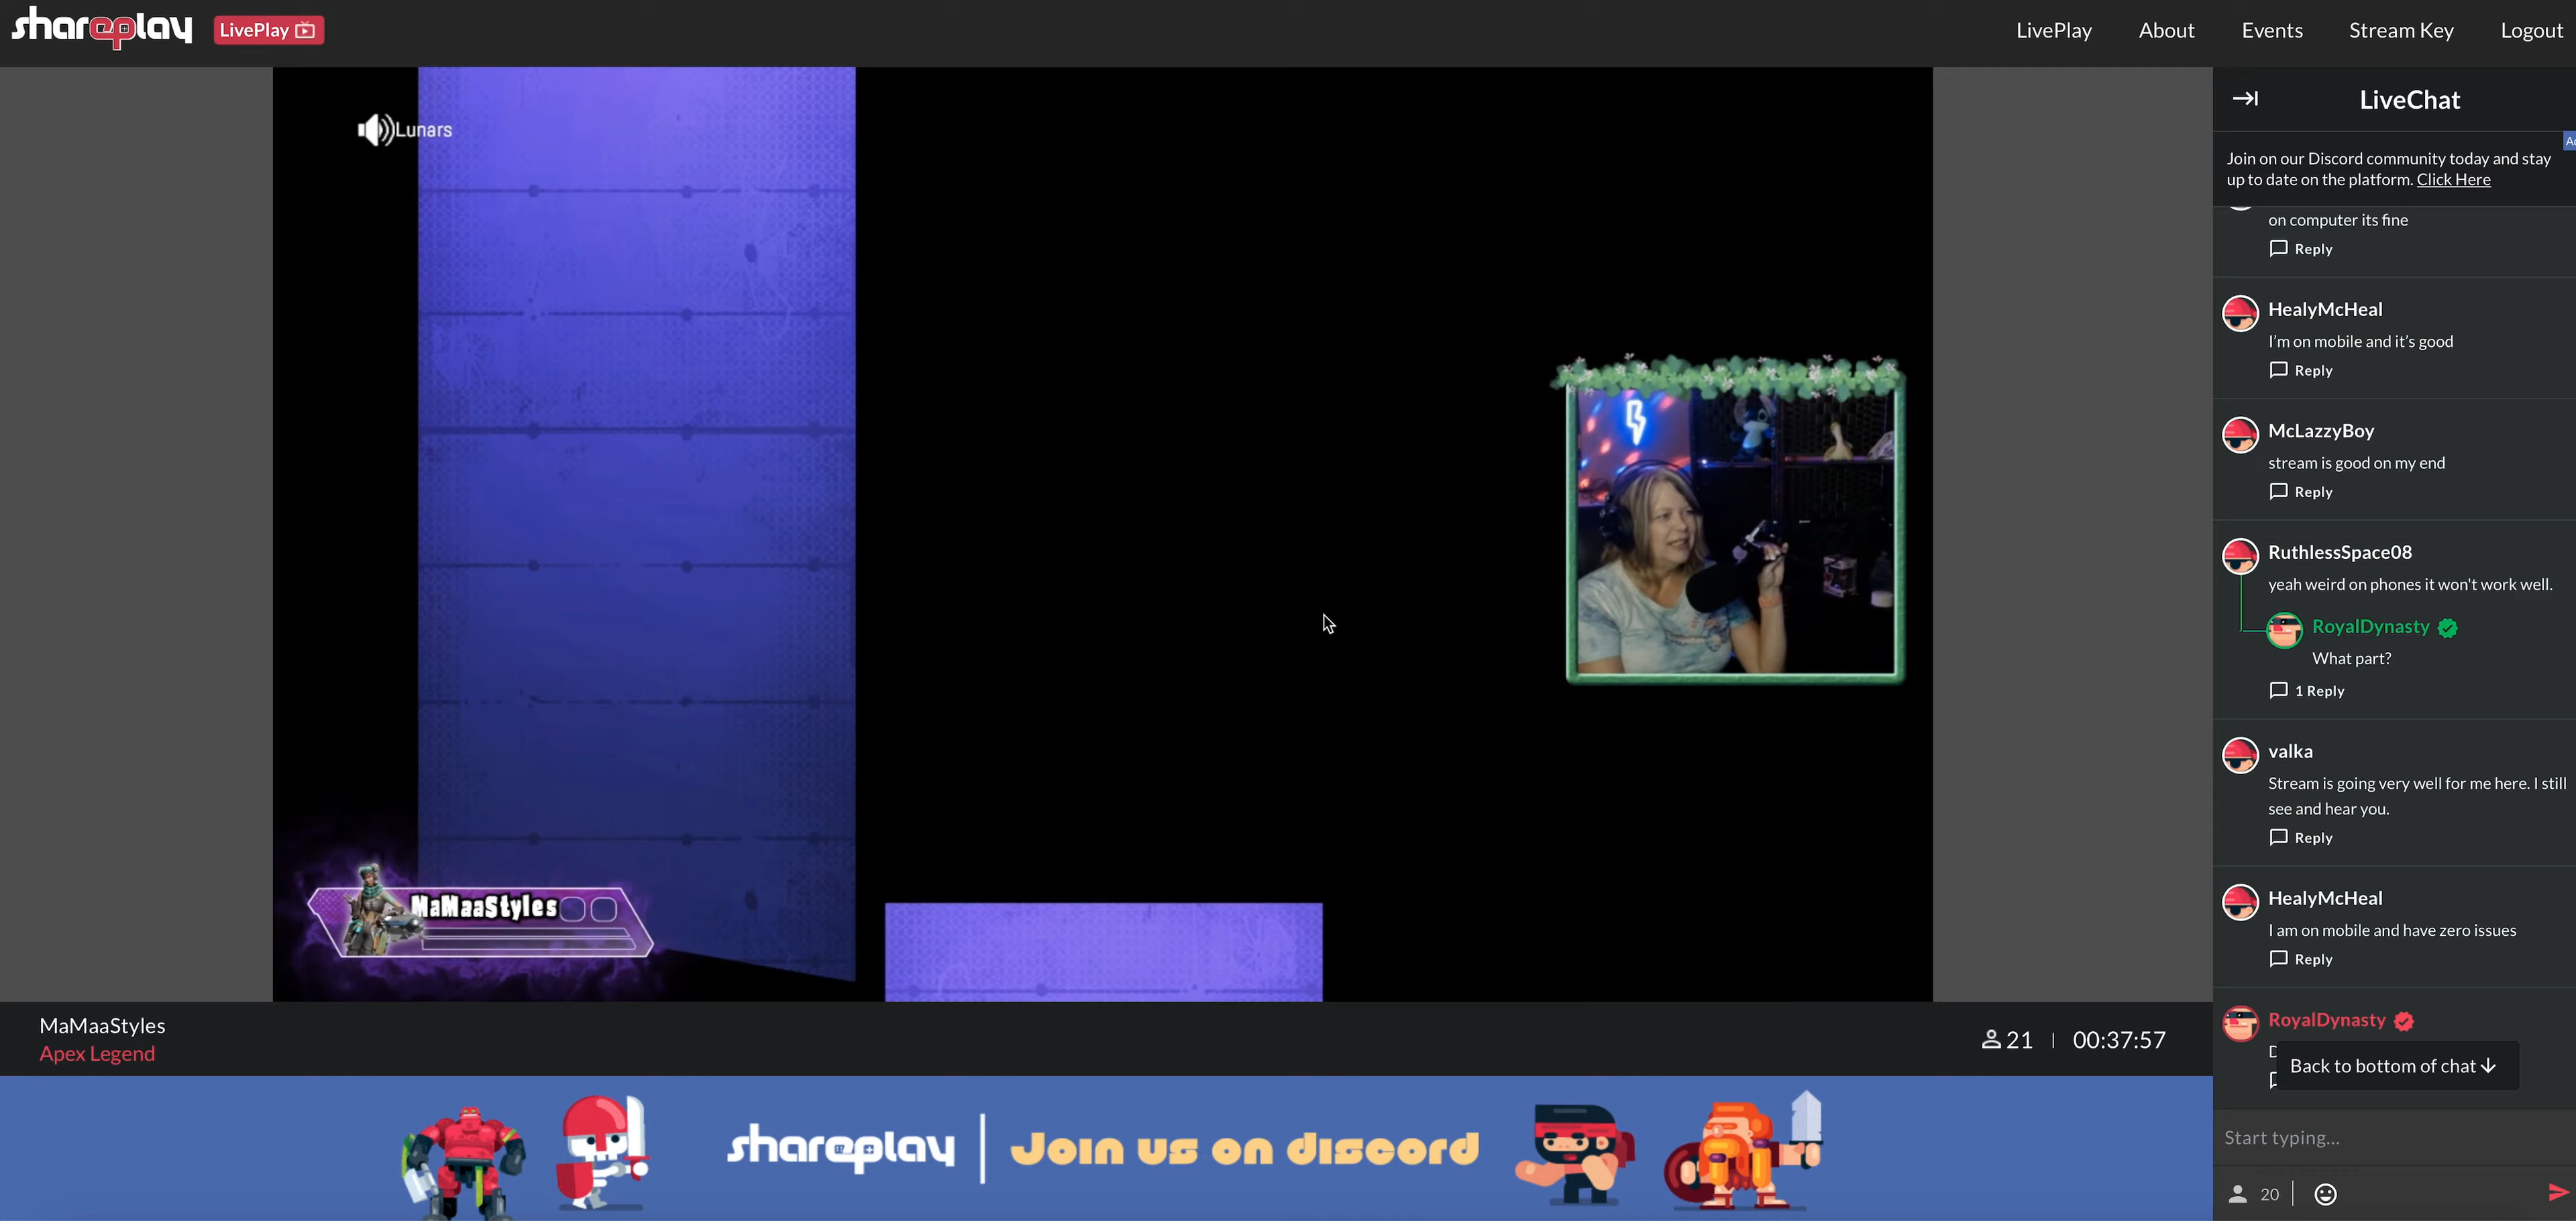 shareplay
LivePlay
LivePlay
About
Events
Stream Key
Logout
Lunars
MaMaaStyles
MaMaaStyles
Apex Legend
21
00:37:57
shareplay
Join us on discord
LiveChat
Join on our Discord community today and stay
up to date on the platform. Click Here
on computer its fine
Reply
HealyMcHeal
I’m on mobile and it’s good
Reply
McLazzyBoy
stream is good on my end
Reply
RuthlessSpace08
yeah weird on phones it won't work well.
RoyalDynasty
What part?
1 Reply
valka
Stream is going very well for me here. I still
see and hear you.
Reply
HealyMcHeal
I am on mobile and have zero issues
Reply
RoyalDynasty
Back to bottom of chat
Start typing...
20